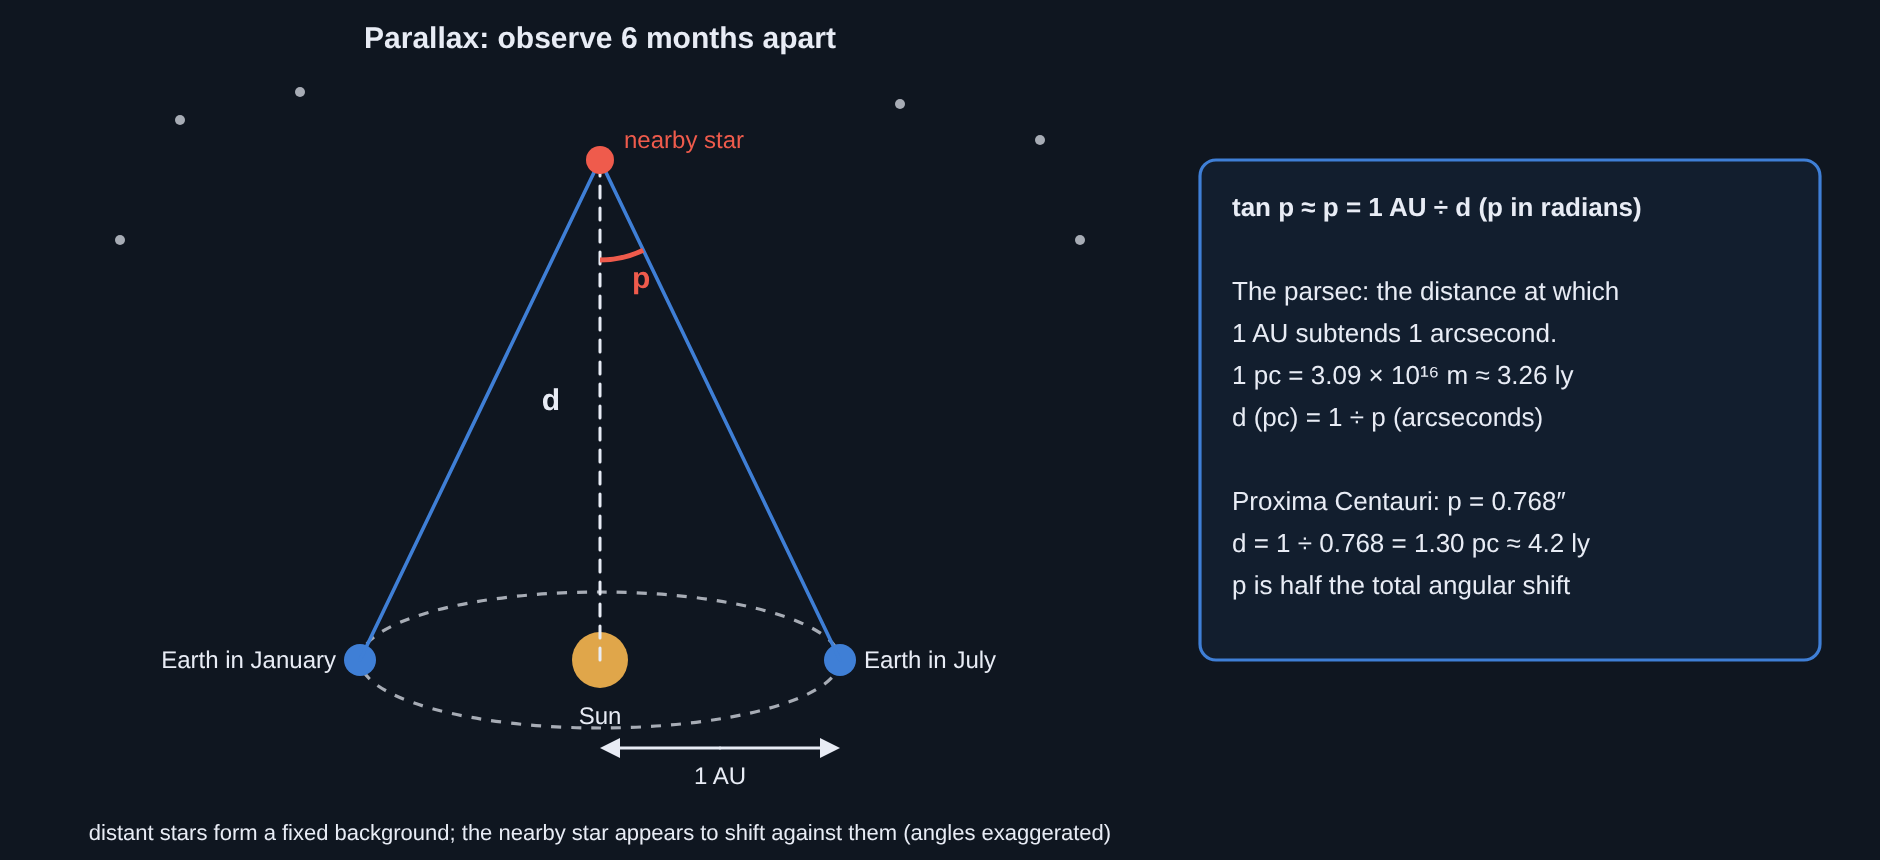 Parallax: observe 6 months apart
nearby star
p
d
Earth in January
Sun
Earth in July
1 AU
distant stars form a fixed background; the nearby star appears to shift against them (angles exaggerated)
tan p ≈ p = 1 AU ÷ d (p in radians)
The parsec: the distance at which
1 AU subtends 1 arcsecond.
1 pc = 3.09 × 10¹⁶ m ≈ 3.26 ly
d (pc) = 1 ÷ p (arcseconds)
Proxima Centauri: p = 0.768″
d = 1 ÷ 0.768 = 1.30 pc ≈ 4.2 ly
p is half the total angular shift